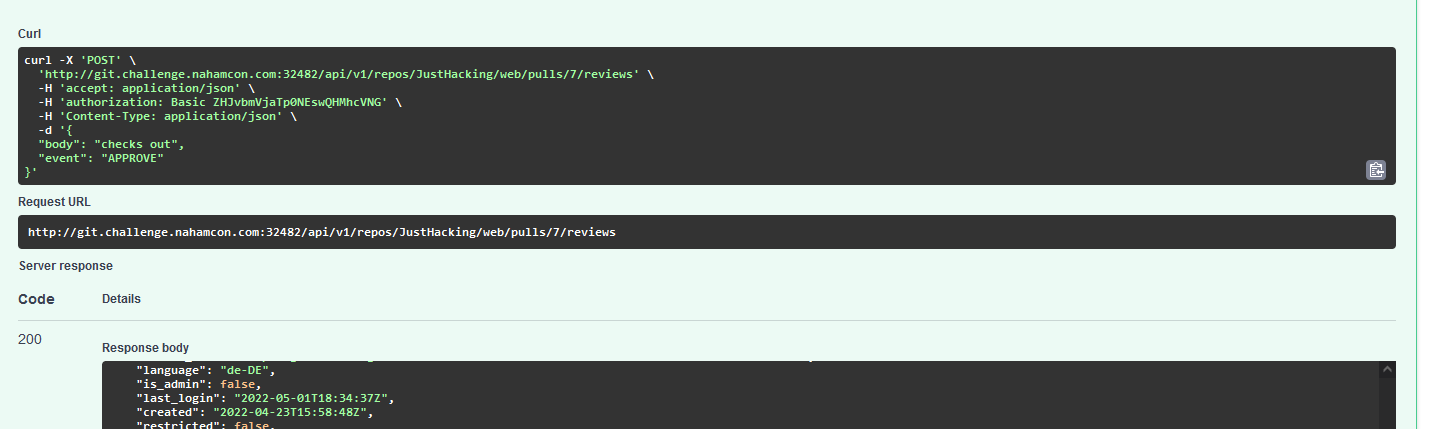 Curl
curl -X 'POST' \
'http://git.challenge.nahamcon.com:32482/api/v1/repos/JustHacking/web/pulls/7/reviews' \
-H 'accept: application/json' \
-H 'authorization: Basic ZHJvbmVjaTp0NEswQHMhcVNG' \
-H 'Content-Type: application/json' \
-d '{
"body": "checks out",
"event": "APPROVE"
}'
Request URL
http://git.challenge.nahamcon.com:32482/api/v1/repos/JustHacking/web/pulls/7/reviews
Server response
Code Details
200
Response body
"language": "de-DE",
"is_admin": false,
"last_login": "2022-05-01T18:34:37Z",
"created": "2022-04-23T15:58:48Z",
"restricted": false,